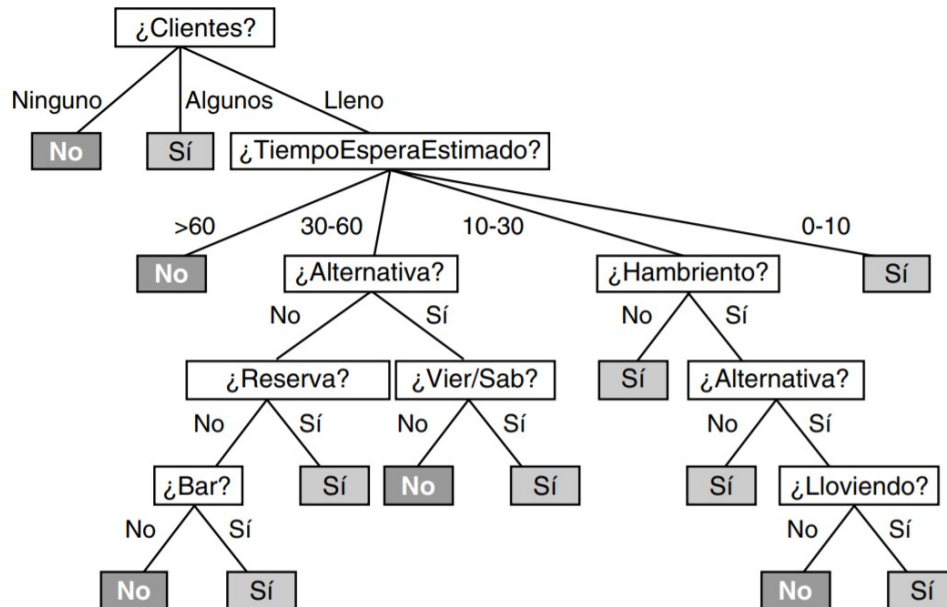 ¿Clientes?
Ninguno Algunos Lleno
No Sí ¿TiempoEsperaEstimado?
>60 30-60 10-30 0-10
No ¿Alternativa? ¿Hambriento? Sí
No Sí No Sí
¿Reserva? ¿Vier/Sab? Sí ¿Alternativa?
No Sí No Sí No Sí
¿Bar? Sí No Sí Sí ¿Lloviendo?
No Sí No Sí
No Sí No Sí